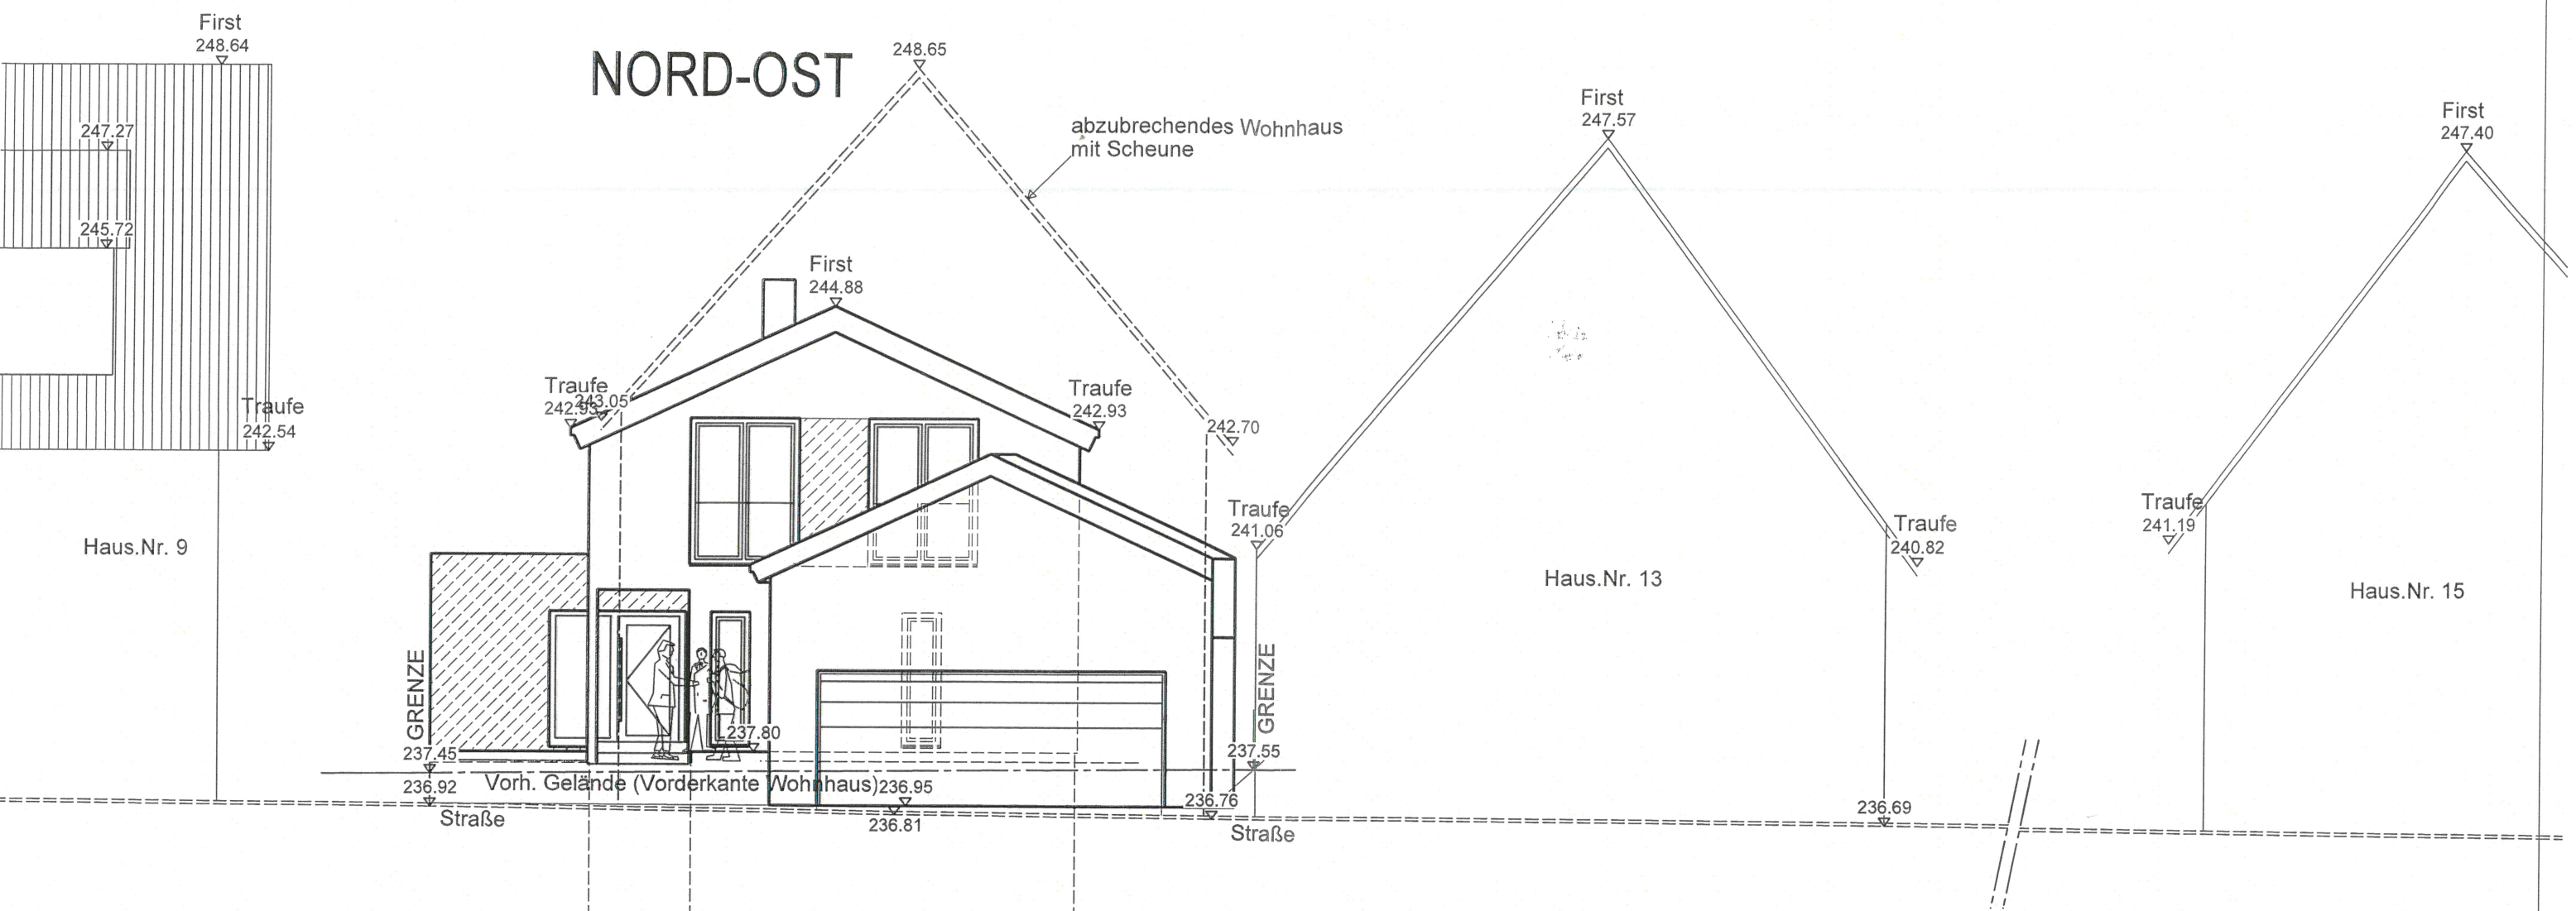 First
248.64
247.27
245.72
Traufe
242.54
Haus.Nr. 9
NORD-OST
248.65
abzubrechendes Wohnhaus
mit Scheune
First
244.88
Traufe
242.93
243.05
Traufe
242.93
242.70
GRENZE
237.45
236.92
Straße
Vorh. Gelände (Vorderkante Wohnhaus)
237.80
236.95
236.81
GRENZE
237.55
236.76
Straße
First
247.57
Traufe
241.06
Traufe
240.82
Haus.Nr. 13
236.69
First
247.40
Traufe
241.19
Haus.Nr. 15